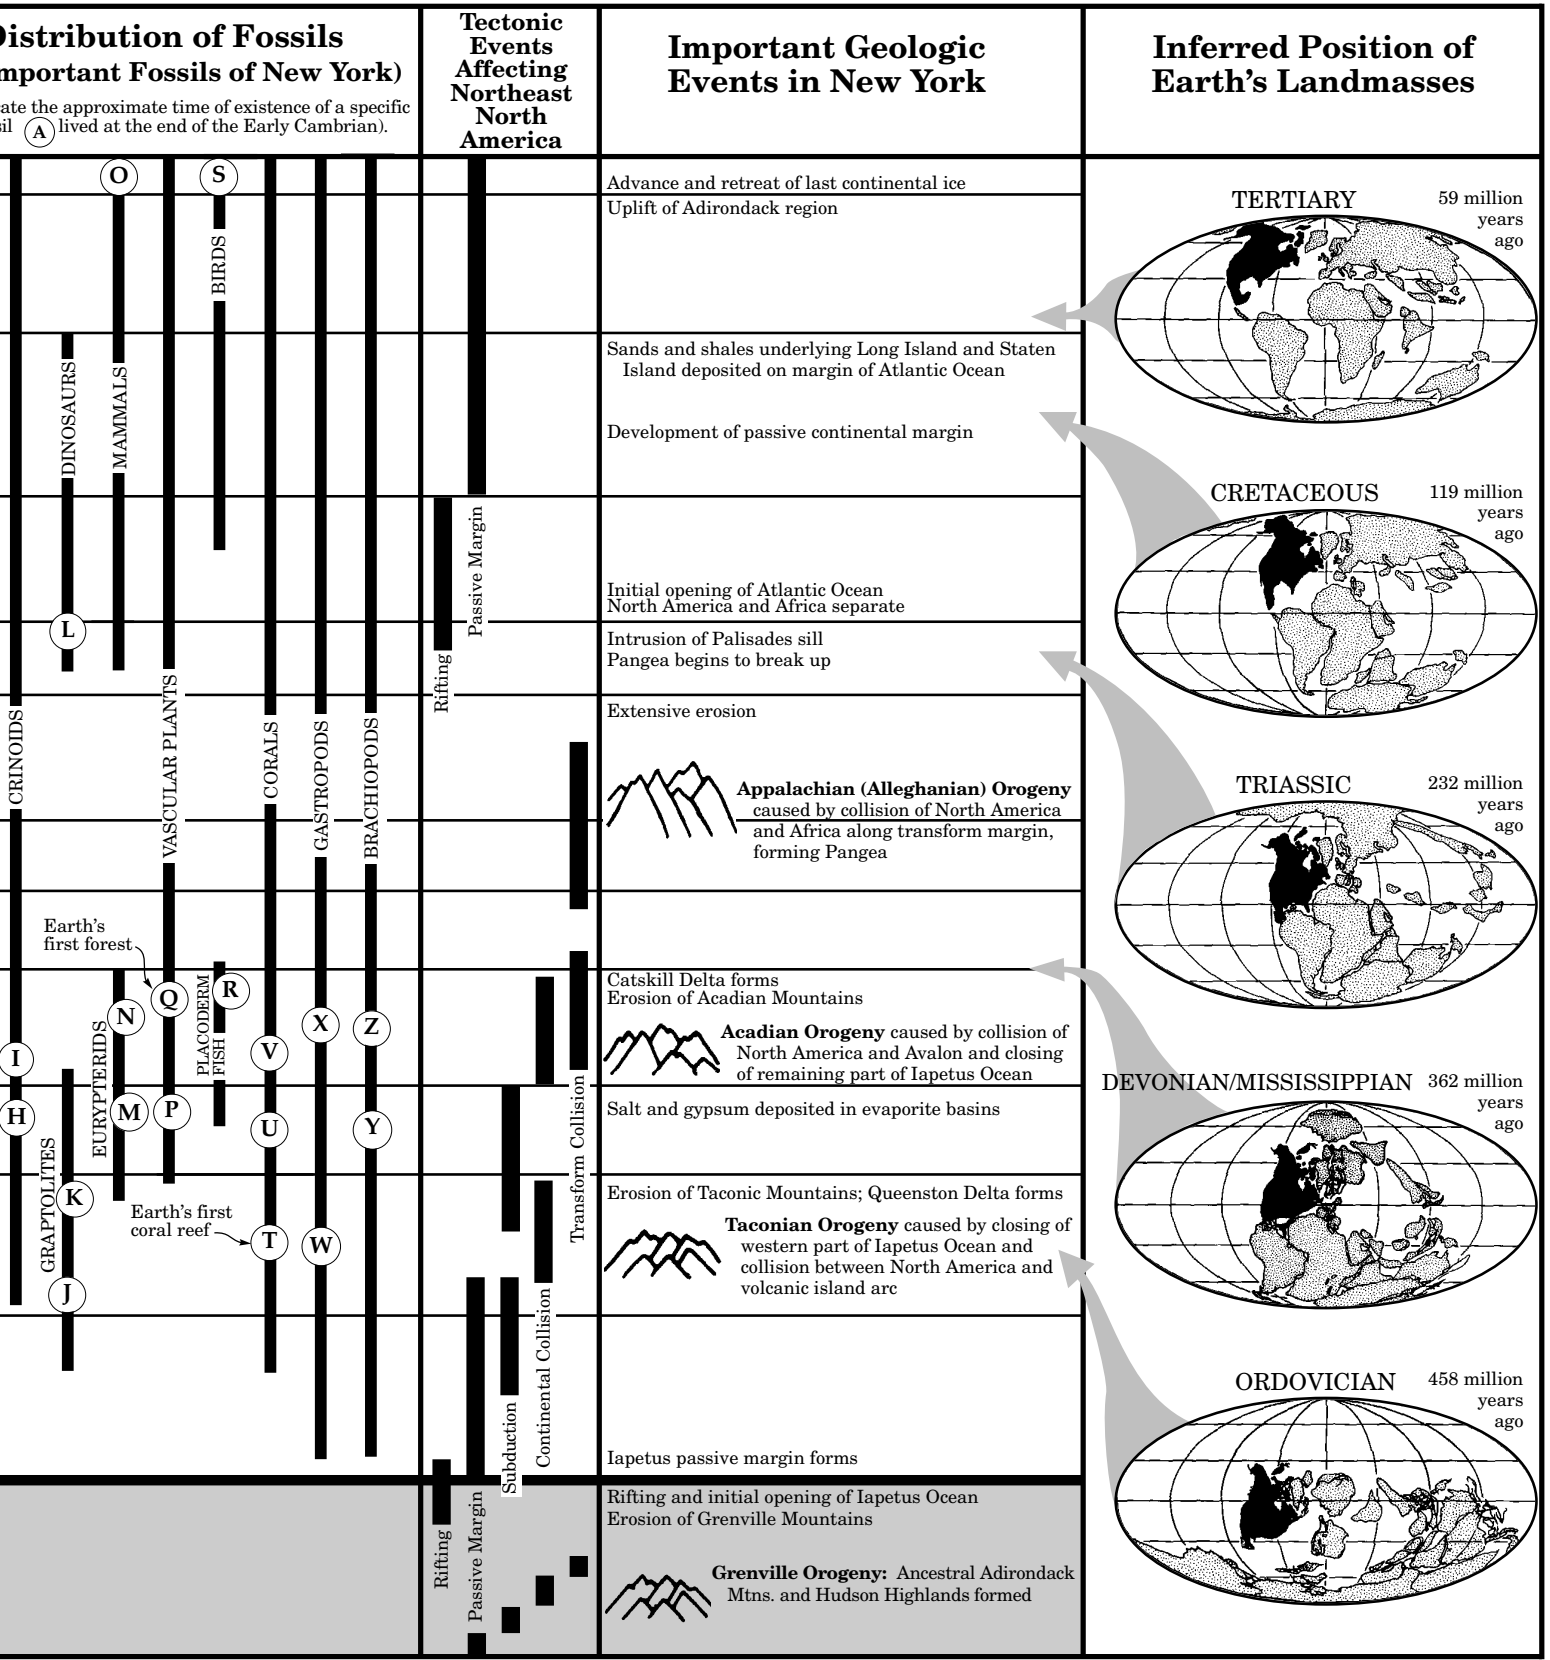 Distribution of Fossils
Important Fossils of New York)
cate the approximate time of existence of a specific
sil A lived at the end of the Early Cambrian).
Tectonic
Events
Affecting
Northeast
North
America
Important Geologic
Events in New York
Inferred Position of
Earth's Landmasses
CRINOIDS
I
H
DINOSAURS
L
GRAPTOLITES
K
J
O
MAMMALS
EURYPTERIDS
N
M
VASCULAR PLANTS
Earth's
first forest
Q
P
S
BIRDS
PLACODERM
FISH
R
CORALS
V
U
Earth's first
coral reef
T
GASTROPODS
X
W
BRACHIOPODS
Z
Y
Rifting
Passive Margin
Transform Collision
Continental Collision
Subduction
Rifting
Passive Margin
Advance and retreat of last continental ice
Uplift of Adirondack region
Sands and shales underlying Long Island and Staten
Island deposited on margin of Atlantic Ocean
Development of passive continental margin
Initial opening of Atlantic Ocean
North America and Africa separate
Intrusion of Palisades sill
Pangea begins to break up
Extensive erosion
Appalachian (Alleghanian) Orogeny
caused by collision of North America
and Africa along transform margin,
forming Pangea
Catskill Delta forms
Erosion of Acadian Mountains
Acadian Orogeny caused by collision of
North America and Avalon and closing
of remaining part of Iapetus Ocean
Salt and gypsum deposited in evaporite basins
Erosion of Taconic Mountains; Queenston Delta forms
Taconian Orogeny caused by closing of
western part of Iapetus Ocean and
collision between North America and
volcanic island arc
Iapetus passive margin forms
Rifting and initial opening of Iapetus Ocean
Erosion of Grenville Mountains
Grenville Orogeny: Ancestral Adirondack
Mtns. and Hudson Highlands formed
TERTIARY
59 million
years
ago
CRETACEOUS
119 million
years
ago
TRIASSIC
232 million
years
ago
DEVONIAN/MISSISSIPPIAN
362 million
years
ago
ORDOVICIAN
458 million
years
ago